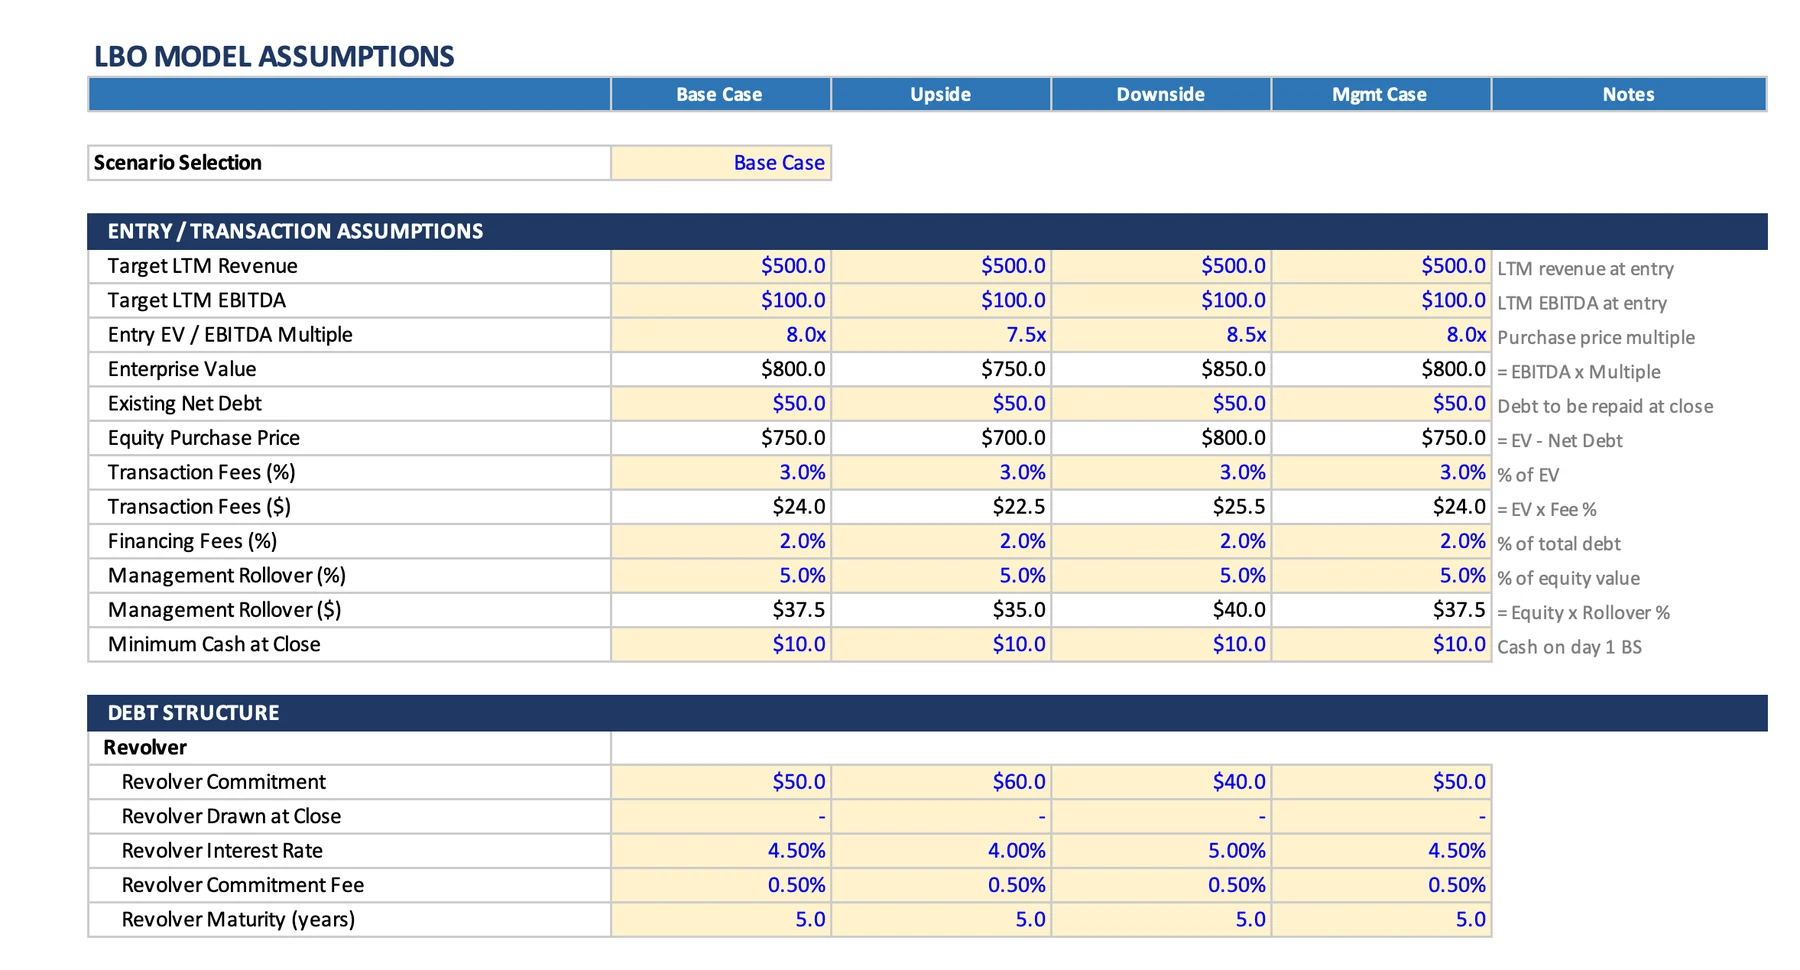 LBO MODEL ASSUMPTIONS
Base Case Upside Downside Mgmt Case Notes
Scenario Selection Base Case
ENTRY / TRANSACTION ASSUMPTIONS
Target LTM Revenue $500.0 $500.0 $500.0 $500.0 LTM revenue at entry
Target LTM EBITDA $100.0 $100.0 $100.0 $100.0 LTM EBITDA at entry
Entry EV / EBITDA Multiple 8.0x 7.5x 8.5x 8.0x Purchase price multiple
Enterprise Value $800.0 $750.0 $850.0 $800.0 = EBITDA x Multiple
Existing Net Debt $50.0 $50.0 $50.0 $50.0 Debt to be repaid at close
Equity Purchase Price $750.0 $700.0 $800.0 $750.0 = EV - Net Debt
Transaction Fees (%) 3.0% 3.0% 3.0% 3.0% % of EV
Transaction Fees ($) $24.0 $22.5 $25.5 $24.0 = EV x Fee %
Financing Fees (%) 2.0% 2.0% 2.0% 2.0% % of total debt
Management Rollover (%) 5.0% 5.0% 5.0% 5.0% % of equity value
Management Rollover ($) $37.5 $35.0 $40.0 $37.5 = Equity x Rollover %
Minimum Cash at Close $10.0 $10.0 $10.0 $10.0 Cash on day 1 BS
DEBT STRUCTURE
Revolver
Revolver Commitment $50.0 $60.0 $40.0 $50.0
Revolver Drawn at Close - - - -
Revolver Interest Rate 4.50% 4.00% 5.00% 4.50%
Revolver Commitment Fee 0.50% 0.50% 0.50% 0.50%
Revolver Maturity (years) 5.0 5.0 5.0 5.0